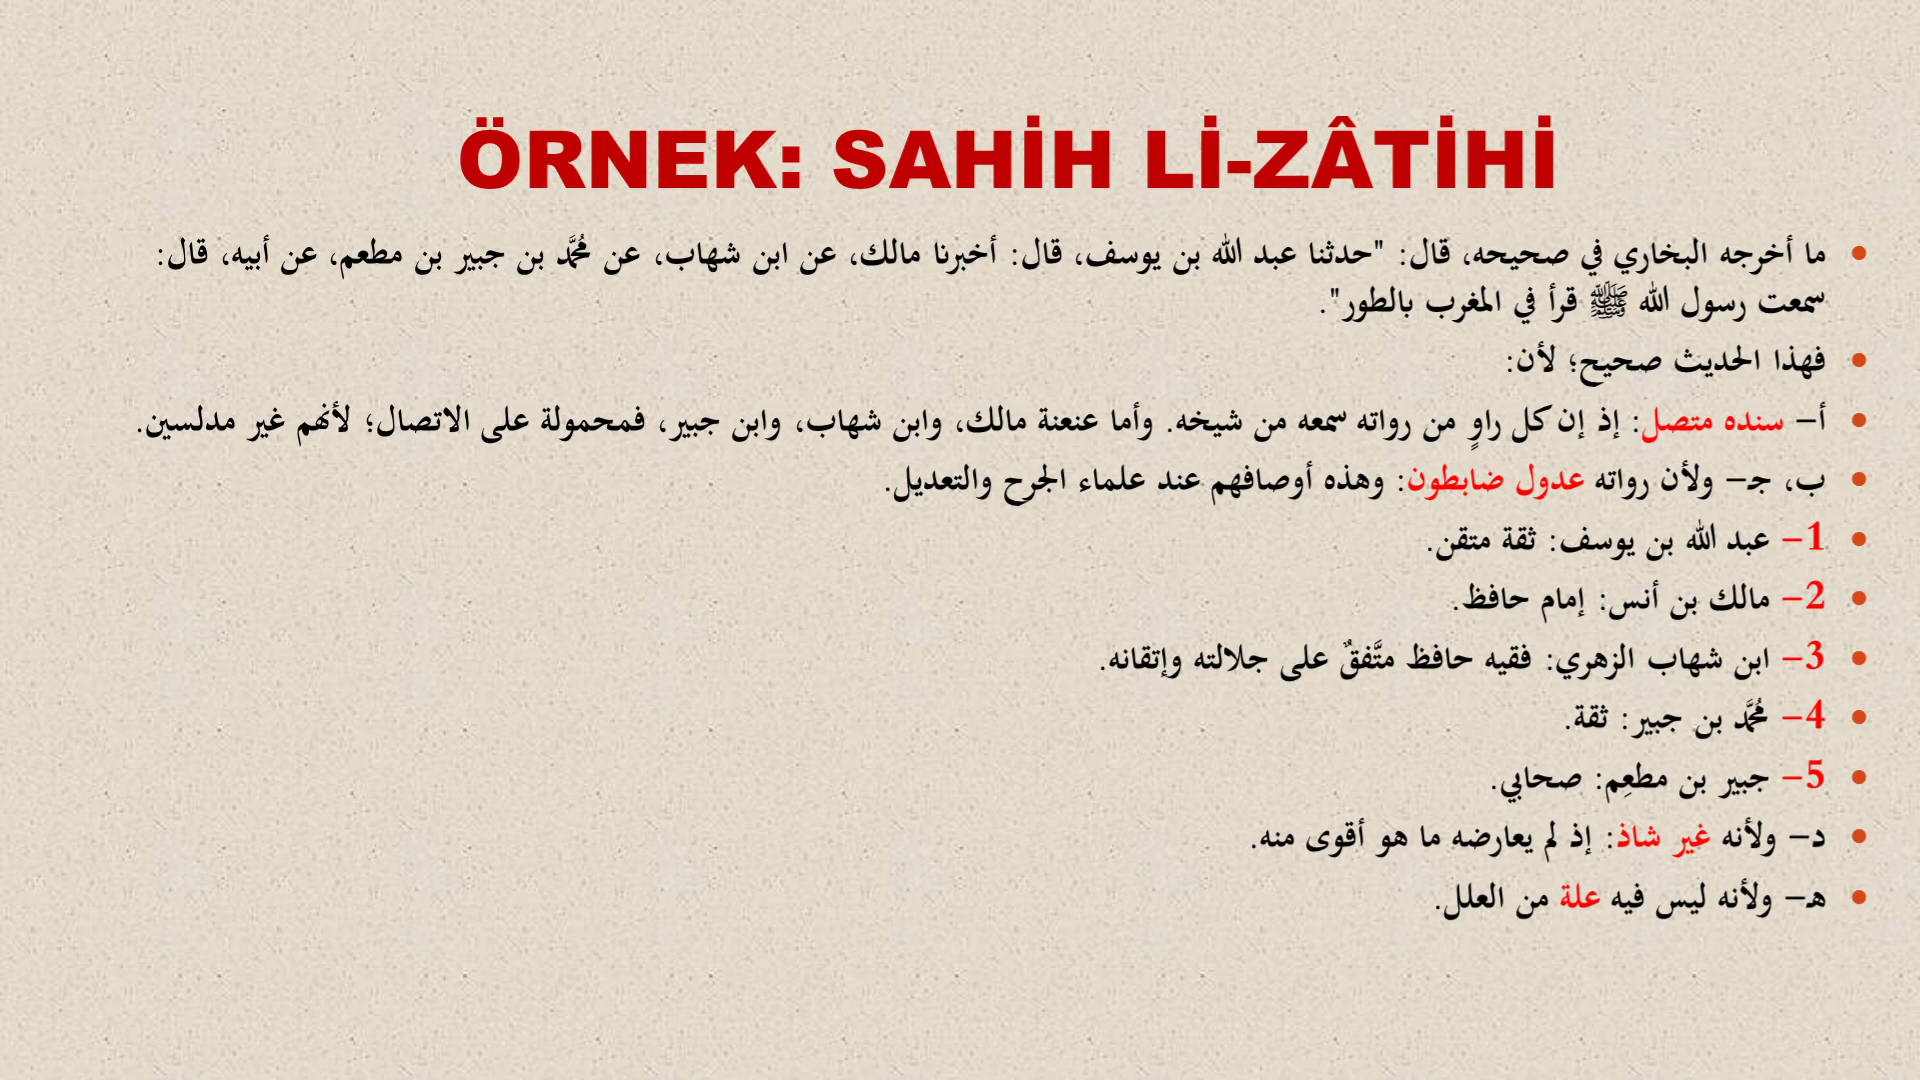 ÖRNEK: SAHİH Lİ-ZÂTİHİ
• ما أخرجه البخاري في صحيحه، قال: "حدثنا عبد الله بن يوسف، قال: أخبرنا مالك، عن ابن شهاب، عن مُحَمَّد بن جبير بن مطعم، عن أبيه، قال:
سمعت رسول الله ﷺ قرأ في المغرب بالطور".
• فهذا الحديث صحيح؛ لأن:
• أ– سنده متصل: إذ إن كل راوٍ من رواته سمعه من شيخه. وأما عنعنة مالك، وابن شهاب، وابن جبير، فمحمولة على الاتصال؛ لأنهم غير مدلسين.
• ب، جـ– ولأن رواته عدول ضابطون: وهذه أوصافهم عند علماء الجرح والتعديل.
• 1– عبد الله بن يوسف: ثقة متقن.
• 2– مالك بن أنس: إمام حافظ.
• 3– ابن شهاب الزهري: فقيه حافظ متَّفقٌ على جلالته وإتقانه.
• 4– مُحَمَّد بن جبير: ثقة.
• 5– جبير بن مطعِم: صحابي.
• د– ولأنه غير شاذ: إذ لم يعارضه ما هو أقوى منه.
• هـ– ولأنه ليس فيه علة من العلل.